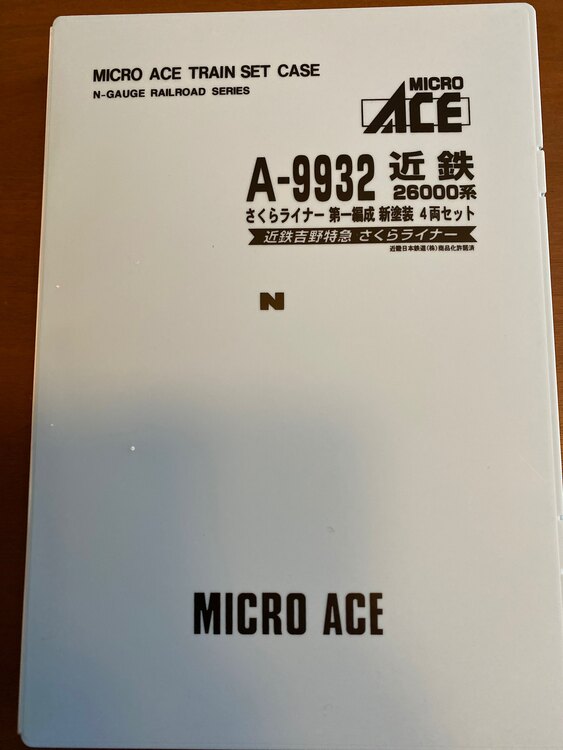 MICRO ACE TRAIN SET CASE
N-GAUGE RAILROAD SERIES
MICRO
ACE
A-9932 近鉄
26000系
さくらライナー 第一編成 新塗装 4両セット
近鉄吉野特急 さくらライナー
近畿日本鉄道(株)商品化許諾済
N
MICRO ACE